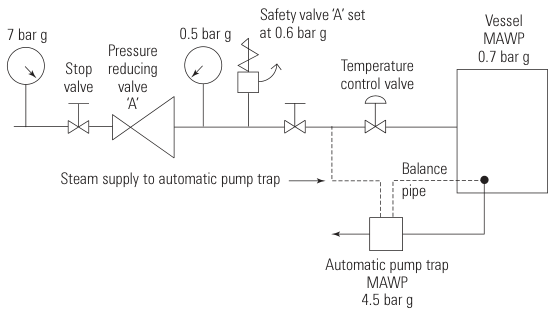 7 bar g
Stop
valve
Pressure
reducing
valve
'A'
0.5 bar g
Safety valve 'A' set
at 0.6 bar g
Temperature
control valve
Vessel
MAWP
0.7 bar g
Steam supply to automatic pump trap
Balance
pipe
Automatic pump trap
MAWP
4.5 bar g